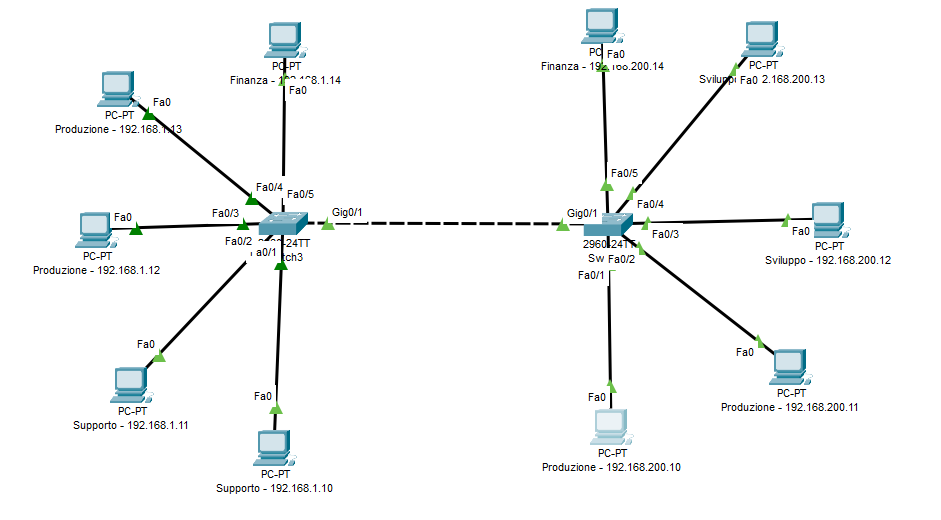 PC-PT
Finanza - 192.168.1.14
Fa0
PC-PT
Produzione - 192.168.1.13
Fa0
PC-PT
Produzione - 192.168.1.12
Fa0
PC-PT
Supporto - 192.168.1.11
Fa0
PC-PT
Supporto - 192.168.1.10
Fa0
Fa0/4
Fa0/5
Fa0/3
Fa0/2
Fa0/1
Gig0/1
24TT
tch3
Gig0/1
Fa0/5
Fa0/4
Fa0/3
2960-24TT
Sw
Fa0/2
Fa0/1
PC
Fa0
Finanza - 192.168.200.14
PC-PT
Fa0
2.168.200.13
PC-PT
Fa0
Sviluppo - 192.168.200.12
PC-PT
Fa0
Produzione - 192.168.200.11
PC-PT
Fa0
Produzione - 192.168.200.10